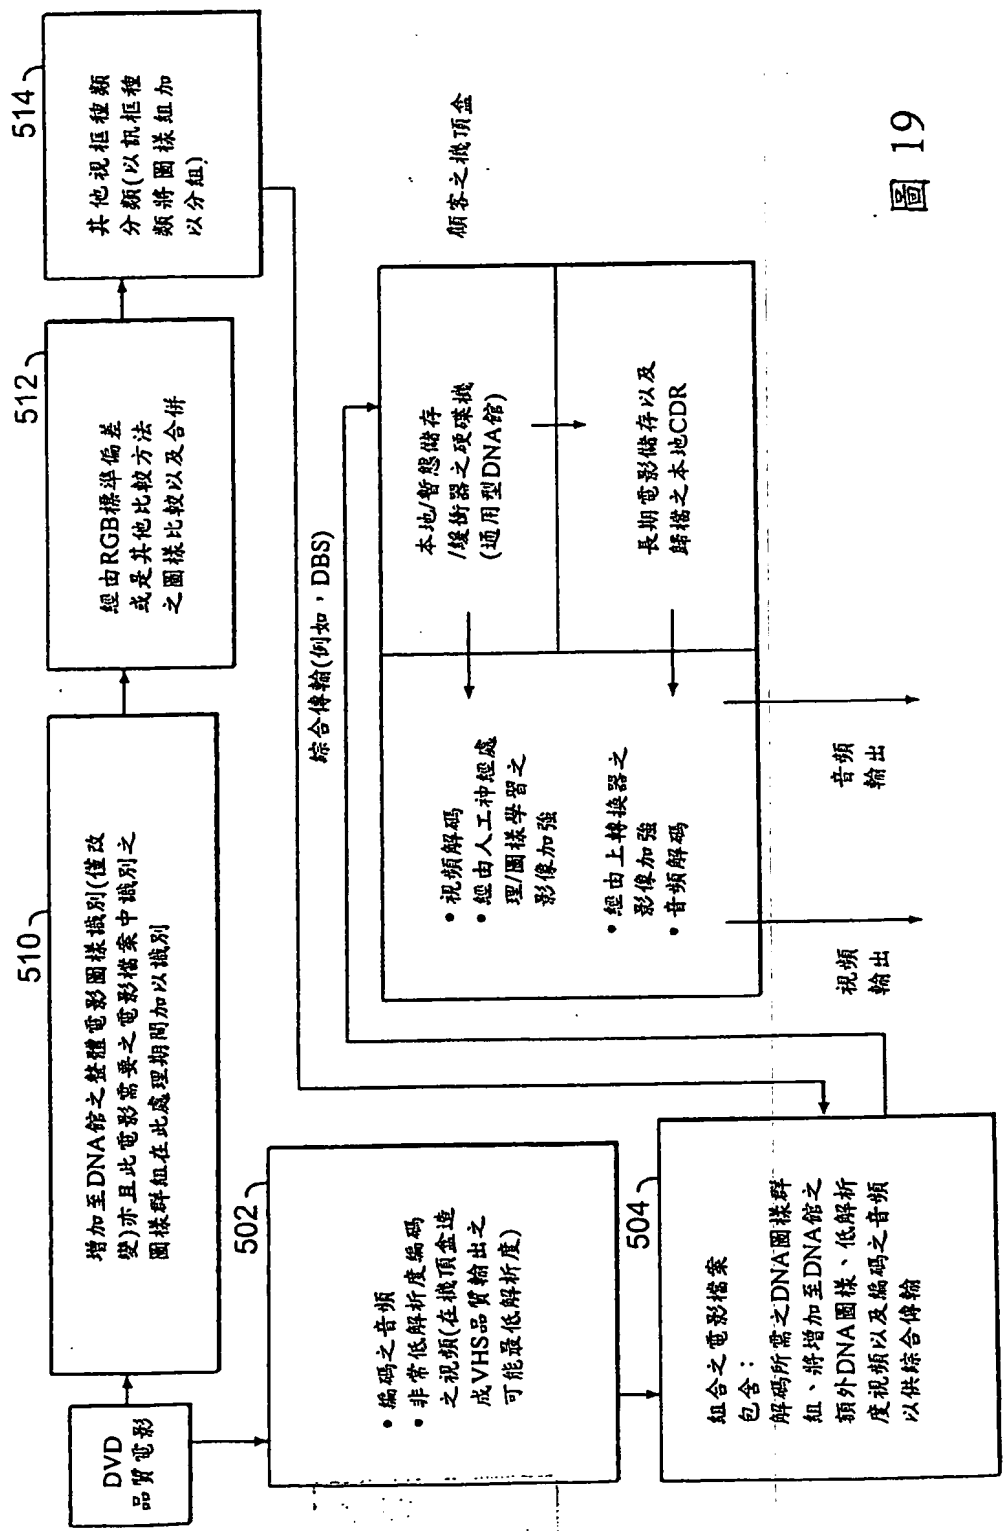 DVD
品質電影
510
增加至DNA館之整體電影圖樣識別(僅改
變)亦且此電影需要之電影檔案中識別之
圖樣群組在此處理期間加以識別
512
經由RGB標準偏差
或是其他比較方法
之圖樣比較以及合併
514
其他視框種類
分類(以訊框種
類將圖樣組加
以分組)
502
• 編碼之音頻
• 非常低解析度編碼
之視頻(在機頂盒造
成VHS品質輸出之
可能最低解析度)
504
組合之電影檔案
包含：
解碼所需之DNA圖樣群
組、將增加至DNA館之
額外DNA圖樣、低解析
度視頻以及編碼之音頻
以供綜合傳輸
綜合傳輸(例如，DBS)
顧客之機頂盒
本地/暫態儲存
/緩衝器之硬碟機
(通用型DNA館)
長期電影儲存以及
歸檔之本地CDR
• 視頻解碼
• 經由人工神經處
理/圖樣學習之
影像加強
• 經由上轉換器之
影像加強
• 音頻解碼
視頻
輸出
音頻
輸出
圖 19